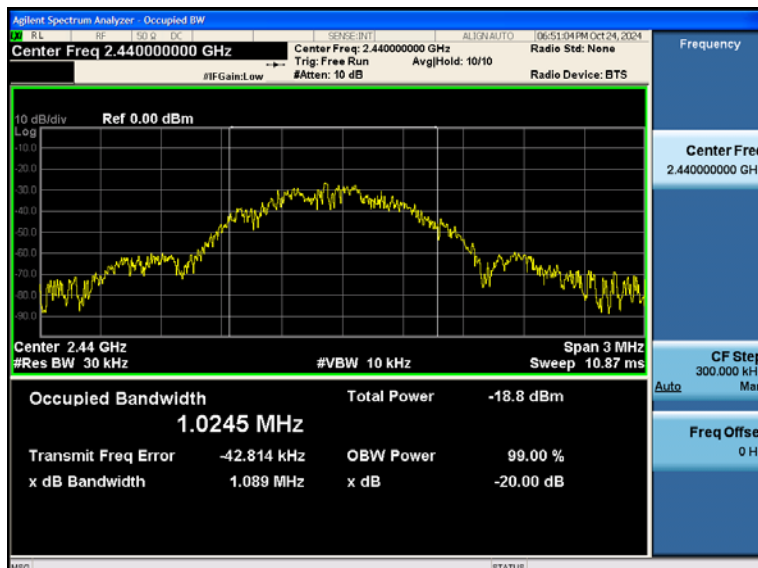 Agilent Spectrum Analyzer - Occupied BW
RL RF 50 Ω DC SENSE:INT ALIGN AUTO 06:51:04 PM Oct 24, 2024
Center Freq 2.440000000 GHz
Center Freq: 2.440000000 GHz Radio Std: None
Trig: Free Run Avg|Hold: 10/10
#IFGain:Low #Atten: 10 dB Radio Device: BTS
Frequency
10 dB/div Ref 0.00 dBm
Log
-10.0
-20.0
-30.0
-40.0
-50.0
-60.0
-70.0
-80.0
-90.0
Center Fre
2.440000000 GH
Center 2.44 GHz Span 3 MHz
#Res BW 30 kHz #VBW 10 kHz Sweep 10.87 ms
CF Step
300.000 kH
Auto Ma
Occupied Bandwidth Total Power -18.8 dBm
1.0245 MHz
Transmit Freq Error -42.814 kHz OBW Power 99.00 %
x dB Bandwidth 1.089 MHz x dB -20.00 dB
Freq Offse
0 H
MSG STATUS